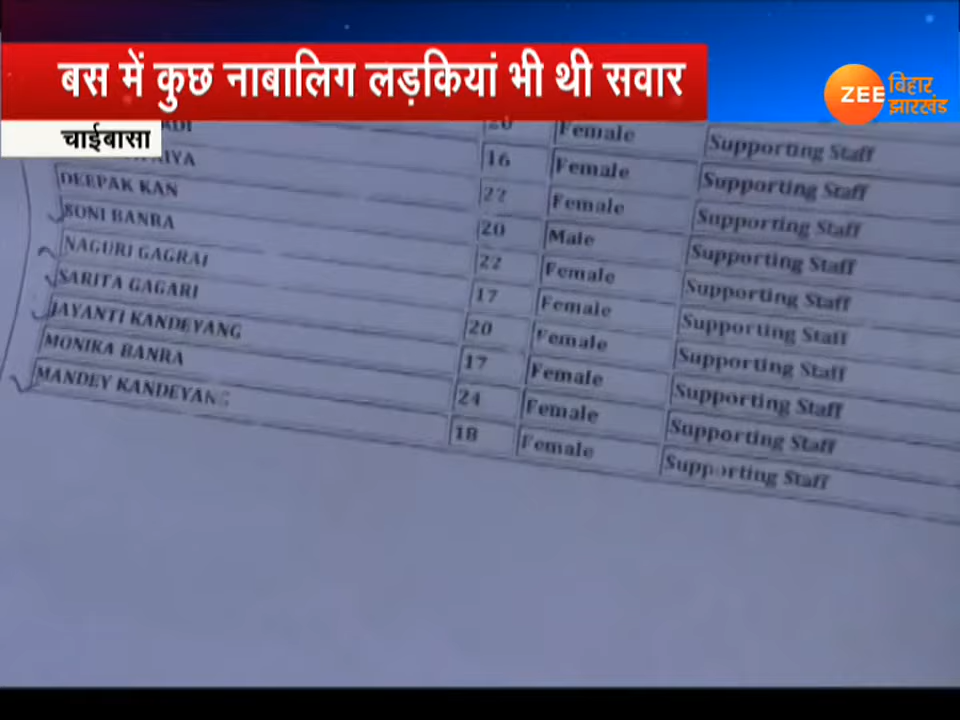 बस में कुछ नाबालिग लड़कियां भी थी सवार
ZEE बिहार झारखंड
चाईबासा
Female Supporting Staff
16 Female Supporting Staff
22 Female Supporting Staff
DEEPAK KAN 20 Male Supporting Staff
SONI BANRA 22 Female Supporting Staff
NAGURI GAGRAI 17 Female Supporting Staff
SARITA GAGARI 20 Female Supporting Staff
JAYANTI KANDEYANG 17 Female Supporting Staff
MONIKA BANRA 24 Female Supporting Staff
MANDEY KANDEYANG 18 Female Supporting Staff